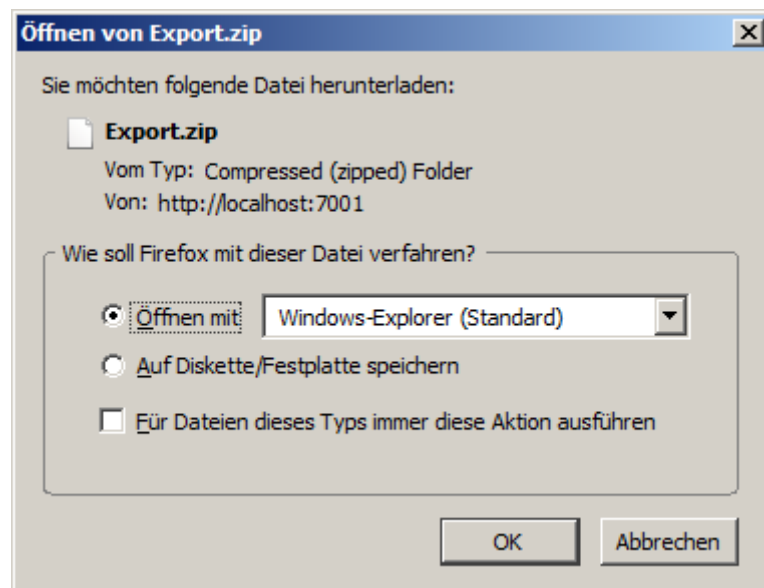 Öffnen von Export.zip
Sie möchten folgende Datei herunterladen:
Export.zip
Vom Typ: Compressed (zipped) Folder
Von: http://localhost:7001
Wie soll Firefox mit dieser Datei verfahren?
Öffnen mit Windows-Explorer (Standard)
Auf Diskette/Festplatte speichern
Für Dateien dieses Typs immer diese Aktion ausführen
OK Abbrechen